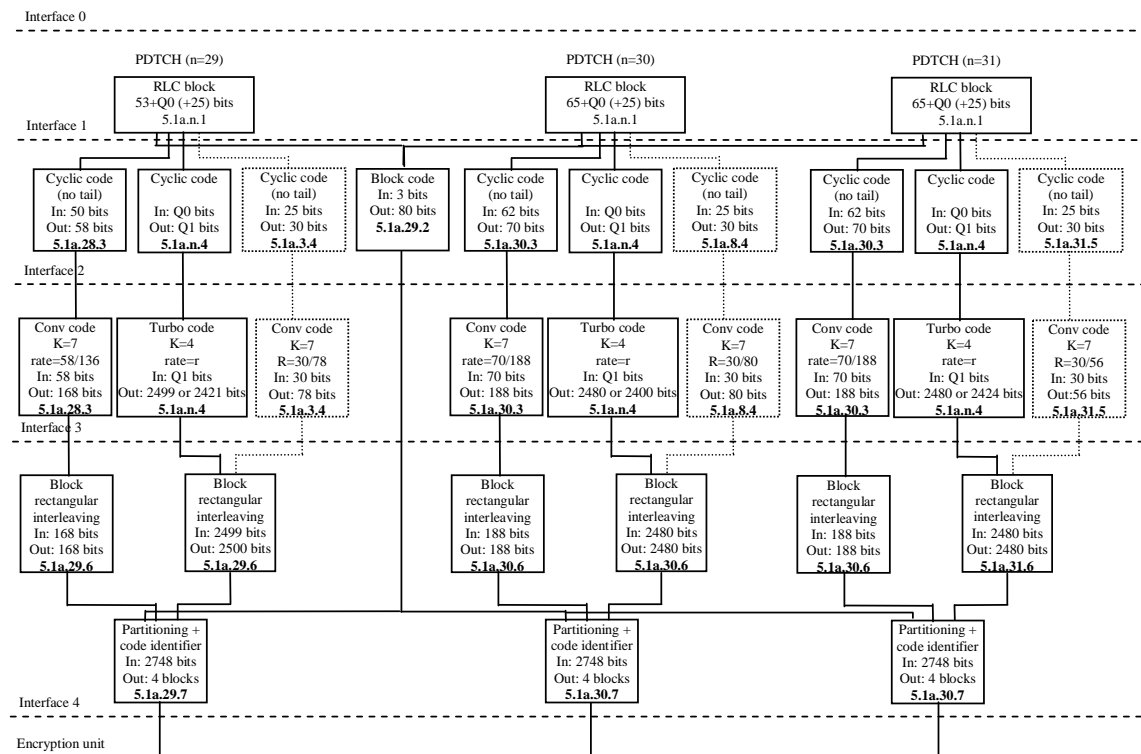 Interface 0
PDTCH (n=29)
PDTCH (n=30)
PDTCH (n=31)
RLC block
53+Q0 (+25) bits
5.1a.n.1
RLC block
65+Q0 (+25) bits
5.1a.n.1
RLC block
65+Q0 (+25) bits
5.1a.n.1
Interface 1
Cyclic code
(no tail)
In: 50 bits
Out: 58 bits
5.1a.28.3
Cyclic code
In: Q0 bits
Out: Q1 bits
5.1a.n.4
Cyclic code
(no tail)
In: 25 bits
Out: 30 bits
5.1a.3.4
Block code
In: 3 bits
Out: 80 bits
5.1a.29.2
Cyclic code
(no tail)
In: 62 bits
Out: 70 bits
5.1a.30.3
Cyclic code
In: Q0 bits
Out: Q1 bits
5.1a.n.4
Cyclic code
(no tail)
In: 25 bits
Out: 30 bits
5.1a.8.4
Cyclic code
(no tail)
In: 62 bits
Out: 70 bits
5.1a.30.3
Cyclic code
In: Q0 bits
Out: Q1 bits
5.1a.n.4
Cyclic code
(no tail)
In: 25 bits
Out: 30 bits
5.1a.31.5
Interface 2
Conv code
K=7
rate=58/136
In: 58 bits
Out: 168 bits
5.1a.28.3
Turbo code
K=4
rate=r
In: Q1 bits
Out: 2499 or 2421 bits
5.1a.n.4
Conv code
K=7
R=30/78
In: 30 bits
Out: 78 bits
5.1a.3.4
Conv code
K=7
rate=70/188
In: 70 bits
Out: 188 bits
5.1a.30.3
Turbo code
K=4
rate=r
In: Q1 bits
Out: 2480 or 2400 bits
5.1a.n.4
Conv code
K=7
R=30/80
In: 30 bits
Out: 80 bits
5.1a.8.4
Conv code
K=7
rate=70/188
In: 70 bits
Out: 188 bits
5.1a.30.3
Turbo code
K=4
rate=r
In: Q1 bits
Out: 2480 or 2424 bits
5.1a.n.4
Conv code
K=7
R=30/56
In: 30 bits
Out:56 bits
5.1a.31.5
Interface 3
Block
rectangular
interleaving
In: 168 bits
Out: 168 bits
5.1a.29.6
Block
rectangular
interleaving
In: 2499 bits
Out: 2500 bits
5.1a.29.6
Block
rectangular
interleaving
In: 188 bits
Out: 188 bits
5.1a.30.6
Block
rectangular
interleaving
In: 2480 bits
Out: 2480 bits
5.1a.30.6
Block
rectangular
interleaving
In: 188 bits
Out: 188 bits
5.1a.30.6
Block
rectangular
interleaving
In: 2480 bits
Out: 2480 bits
5.1a.31.6
Partitioning +
code identifier
In: 2748 bits
Out: 4 blocks
5.1a.29.7
Partitioning +
code identifier
In: 2748 bits
Out: 4 blocks
5.1a.30.7
Partitioning +
code identifier
In: 2748 bits
Out: 4 blocks
5.1a.30.7
Interface 4
Encryption unit